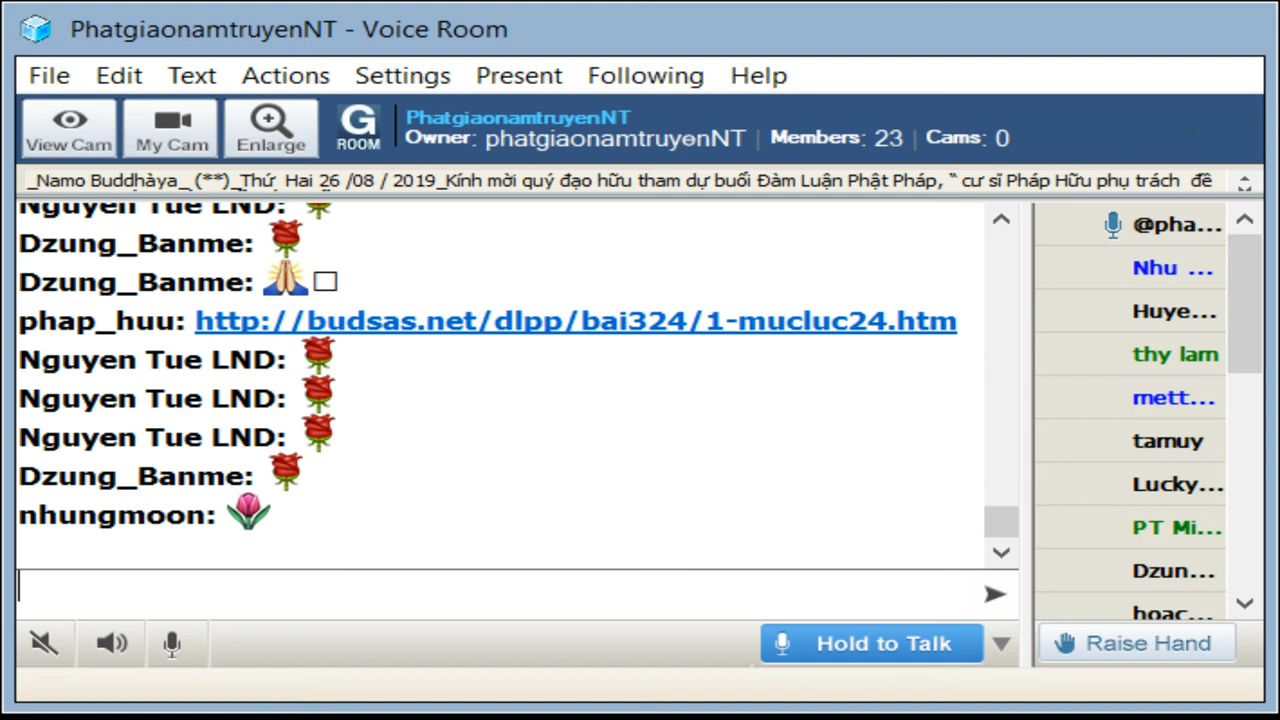 PhatgiaonamtruyenNT - Voice Room
File Edit Text Actions Settings Present Following Help
View Cam My Cam Enlarge G ROOM
PhatgiaonamtruyenNT
Owner: phatgiaonamtruyenNT | Members: 23 | Cams: 0
_Namo Buddhàya_ (**)_Thứ Hai 26 /08 / 2019_Kính mời quý đạo hữu tham dự buổi Đàm Luận Phật Pháp, “ cư sĩ Pháp Hữu phụ trách đề
Nguyen Tue LND:
Dzung_Banme:
Dzung_Banme:
phap_huu: http://budsas.net/dlpp/bai324/1-mucluc24.htm
Nguyen Tue LND:
Nguyen Tue LND:
Nguyen Tue LND:
Dzung_Banme:
nhungmoon:
@pha...
Nhu ...
Huye...
thy lam
mett...
tamuy
Lucky...
PT Mi...
Dzun...
hoac...
Hold to Talk
Raise Hand